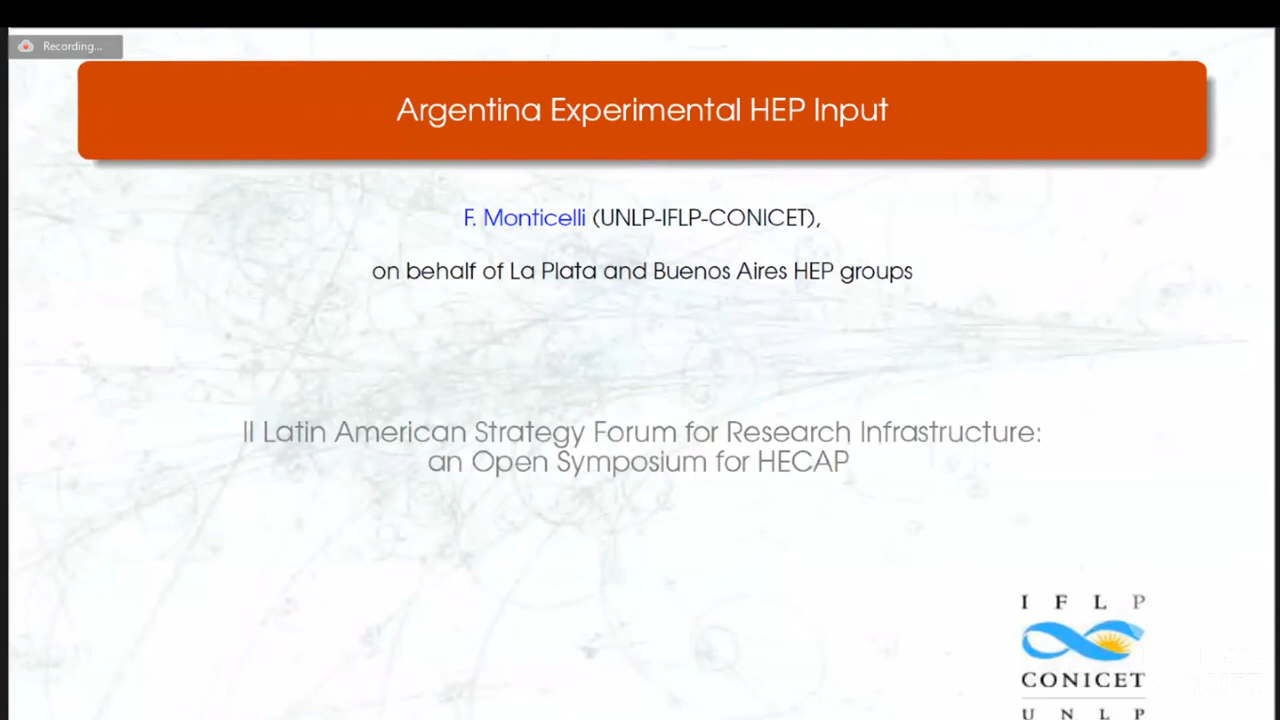 Recording...
Argentina Experimental HEP Input
F. Monticelli (UNLP-IFLP-CONICET),
on behalf of La Plata and Buenos Aires HEP groups
II Latin American Strategy Forum for Research Infrastructure:
an Open Symposium for HECAP
I F L P
CONICET
U N L P